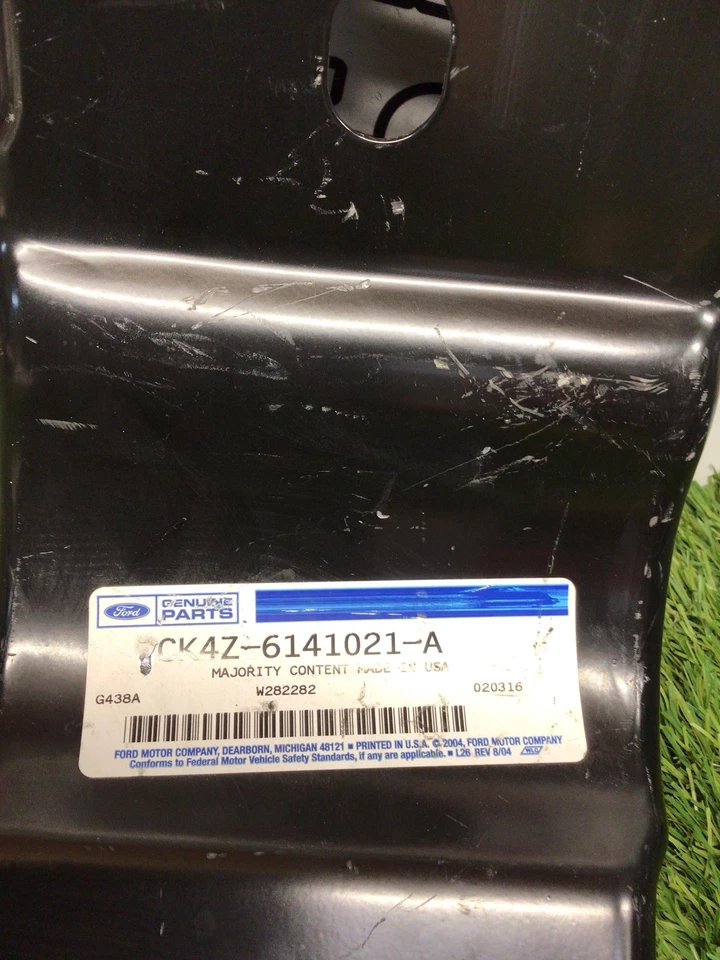 Ford
GENUINE
PARTS
CK4Z-6141021-A
MAJORITY CONTENT MADE IN USA
G438A
W282282
020316
FORD MOTOR COMPANY, DEARBORN, MICHIGAN 48121 ■ PRINTED IN U.S.A. © 2004, FORD MOTOR COMPANY
Conforms to Federal Motor Vehicle Safety Standards, if any are applicable. ■ L26 REV 8/04